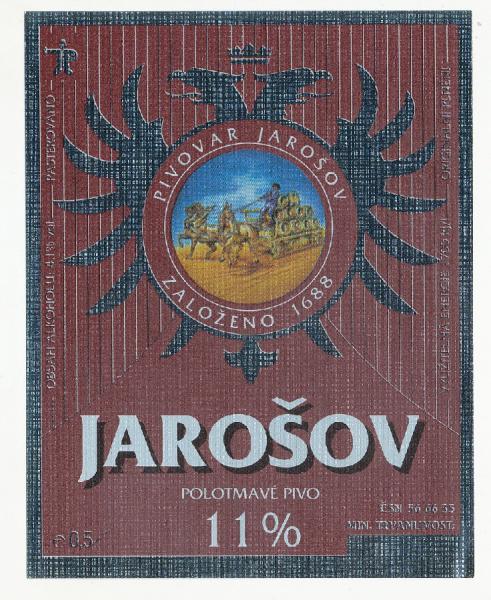 PIVOVAR JAROŠOV
ZALOŽENO 1688
OBSAH ALKOHOLU: 4,1% vol. — PASTEROVÁNO —
JAROŠOV
POLOTMAVÉ PIVO
11%
ČSN 56 66 35
MIN. TRVANLIVOST:
℮ 0,5 l